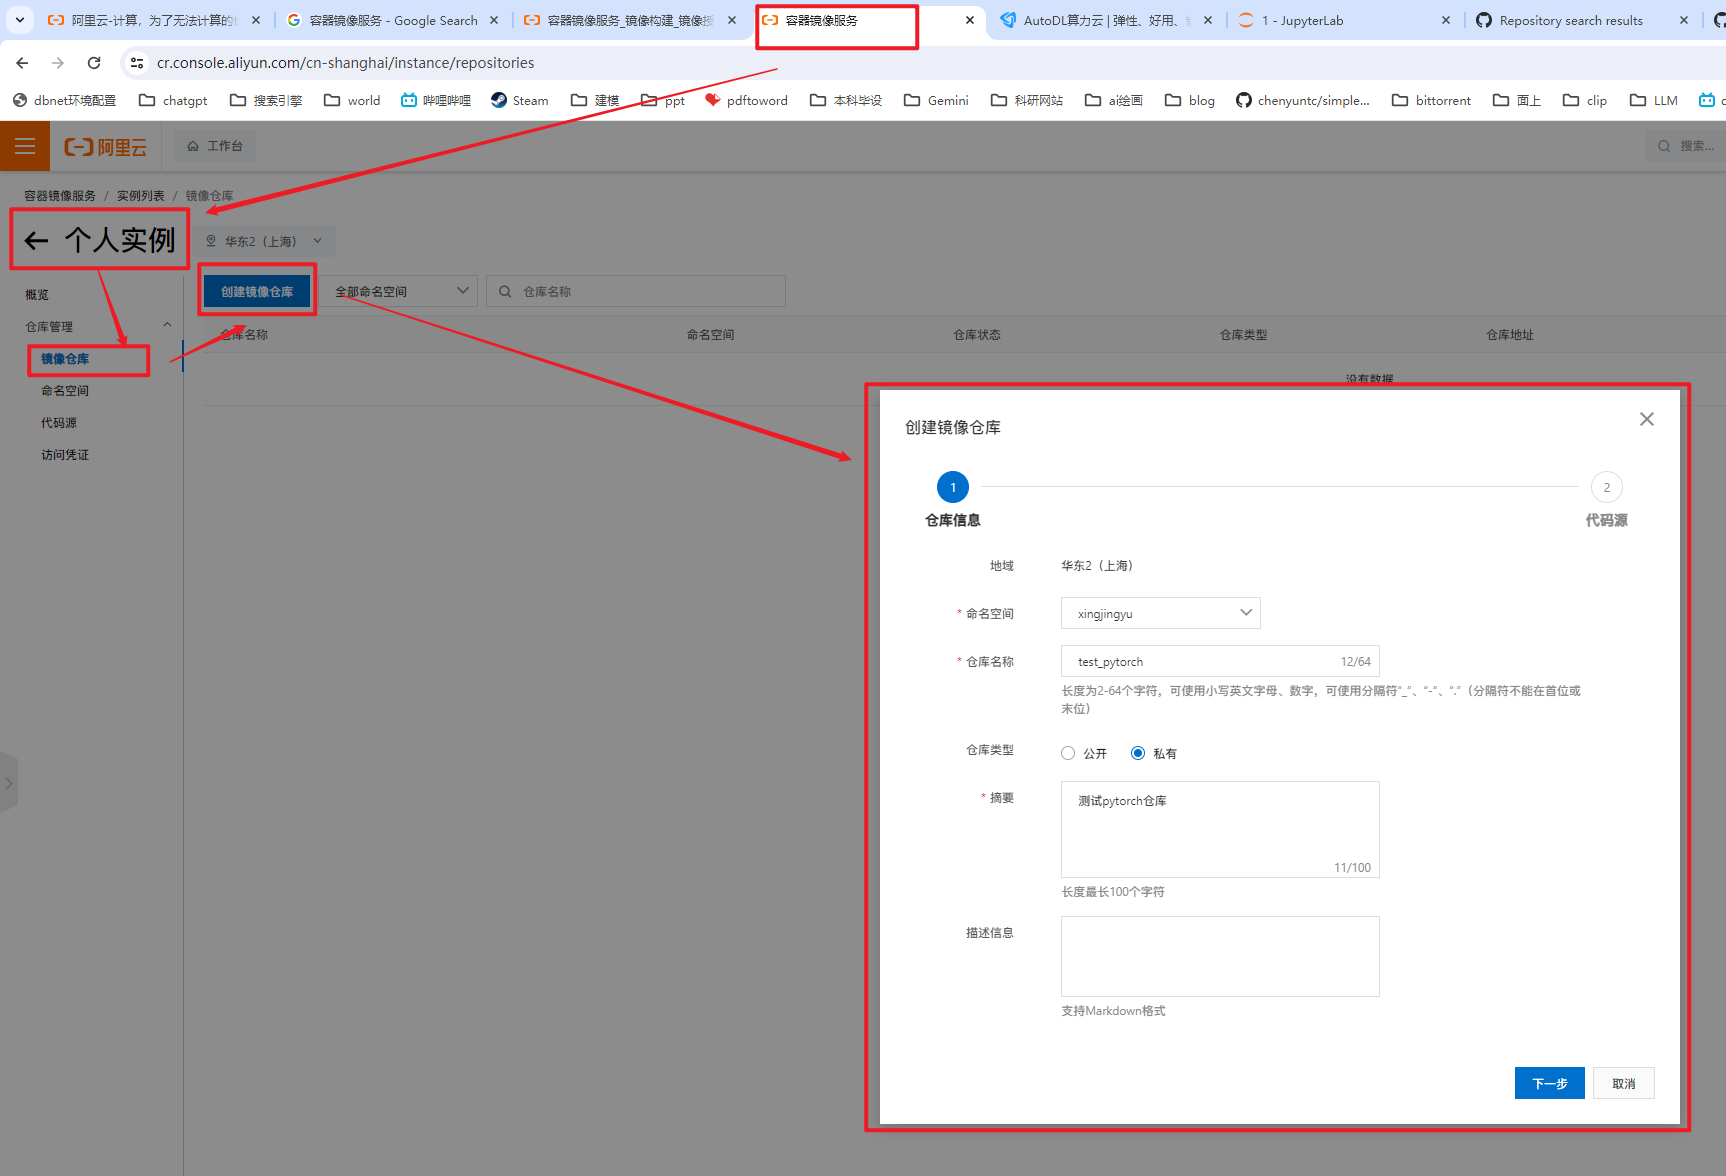 阿里云-计算，为了无法计算的
容器镜像服务 - Google Search
容器镜像服务_镜像构建_镜像授
容器镜像服务
AutoDL算力云 | 弹性、好用、
1 - JupyterLab
Repository search results
cr.console.aliyun.com/cn-shanghai/instance/repositories
dbnet环境配置
chatgpt
搜索引擎
world
哔哩哔哩
Steam
建模
ppt
pdftoword
本科毕设
Gemini
科研网站
ai绘画
blog
chenyuntc/simple...
bittorrent
面上
clip
LLM
阿里云
工作台
搜索...
容器镜像服务 / 实例列表 / 镜像仓库
个人实例
华东2（上海）
概览
仓库管理
镜像仓库
命名空间
代码源
访问凭证
创建镜像仓库
全部命名空间
仓库名称
仓库名称
命名空间
仓库状态
仓库类型
仓库地址
没有数据
创建镜像仓库
1
仓库信息
2
代码源
地域
华东2（上海）
* 命名空间
xingjingyu
* 仓库名称
test_pytorch
12/64
长度为2-64个字符，可使用小写英文字母、数字，可使用分隔符"_"、"-"、"."（分隔符不能在首位或
末位）
仓库类型
公开
私有
* 摘要
测试pytorch仓库
11/100
长度最长100个字符
描述信息
支持Markdown格式
下一步
取消